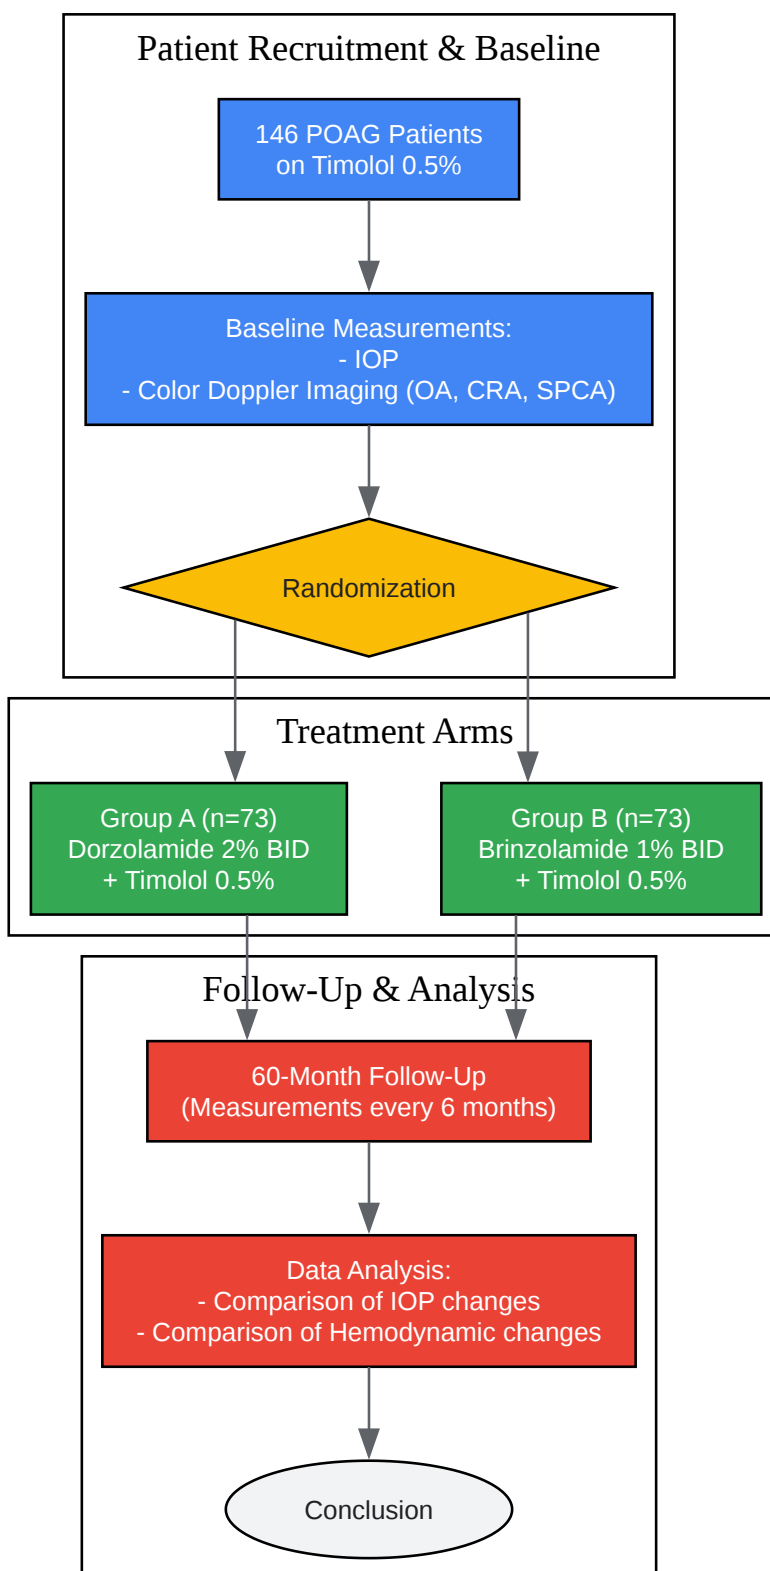 Patient Recruitment & Baseline
146 POAG Patients
on Timolol 0.5%
Baseline Measurements:
- IOP
- Color Doppler Imaging (OA, CRA, SPCA)
Randomization
Treatment Arms
Group A (n=73)
Dorzolamide 2% BID
+ Timolol 0.5%
Group B (n=73)
Brinzolamide 1% BID
+ Timolol 0.5%
Follow-Up & Analysis
60-Month Follow-Up
(Measurements every 6 months)
Data Analysis:
- Comparison of IOP changes
- Comparison of Hemodynamic changes
Conclusion